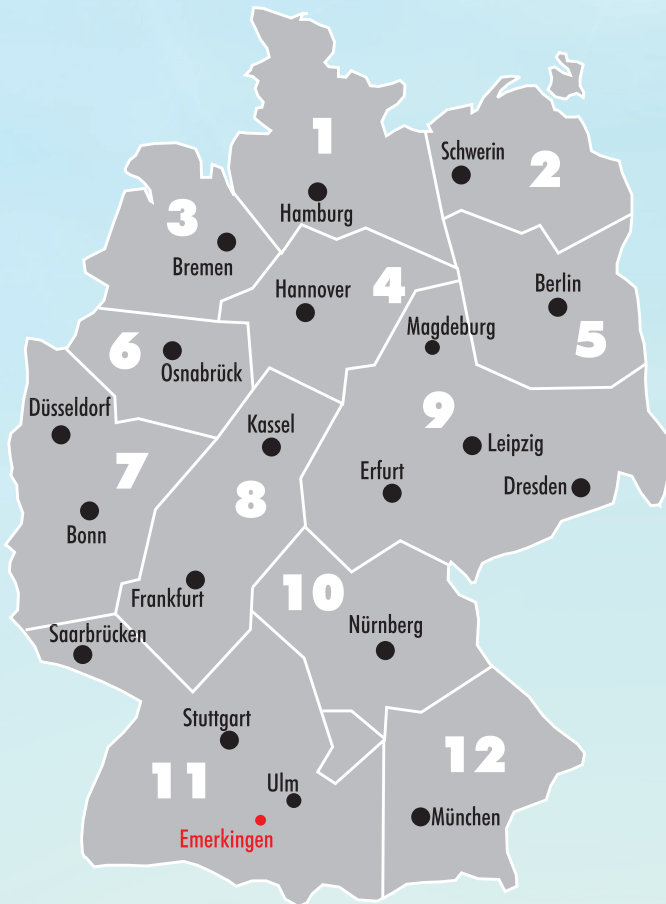 1
Schwerin
2
3
Hamburg
Bremen
4
Hannover
Berlin
Magdeburg
5
6
Osnabrück
Düsseldorf
9
Kassel
Leipzig
7
Erfurt
8
Dresden
Bonn
10
Frankfurt
Nürnberg
Saarbrücken
Stuttgart
12
11
Ulm
München
Emerkingen